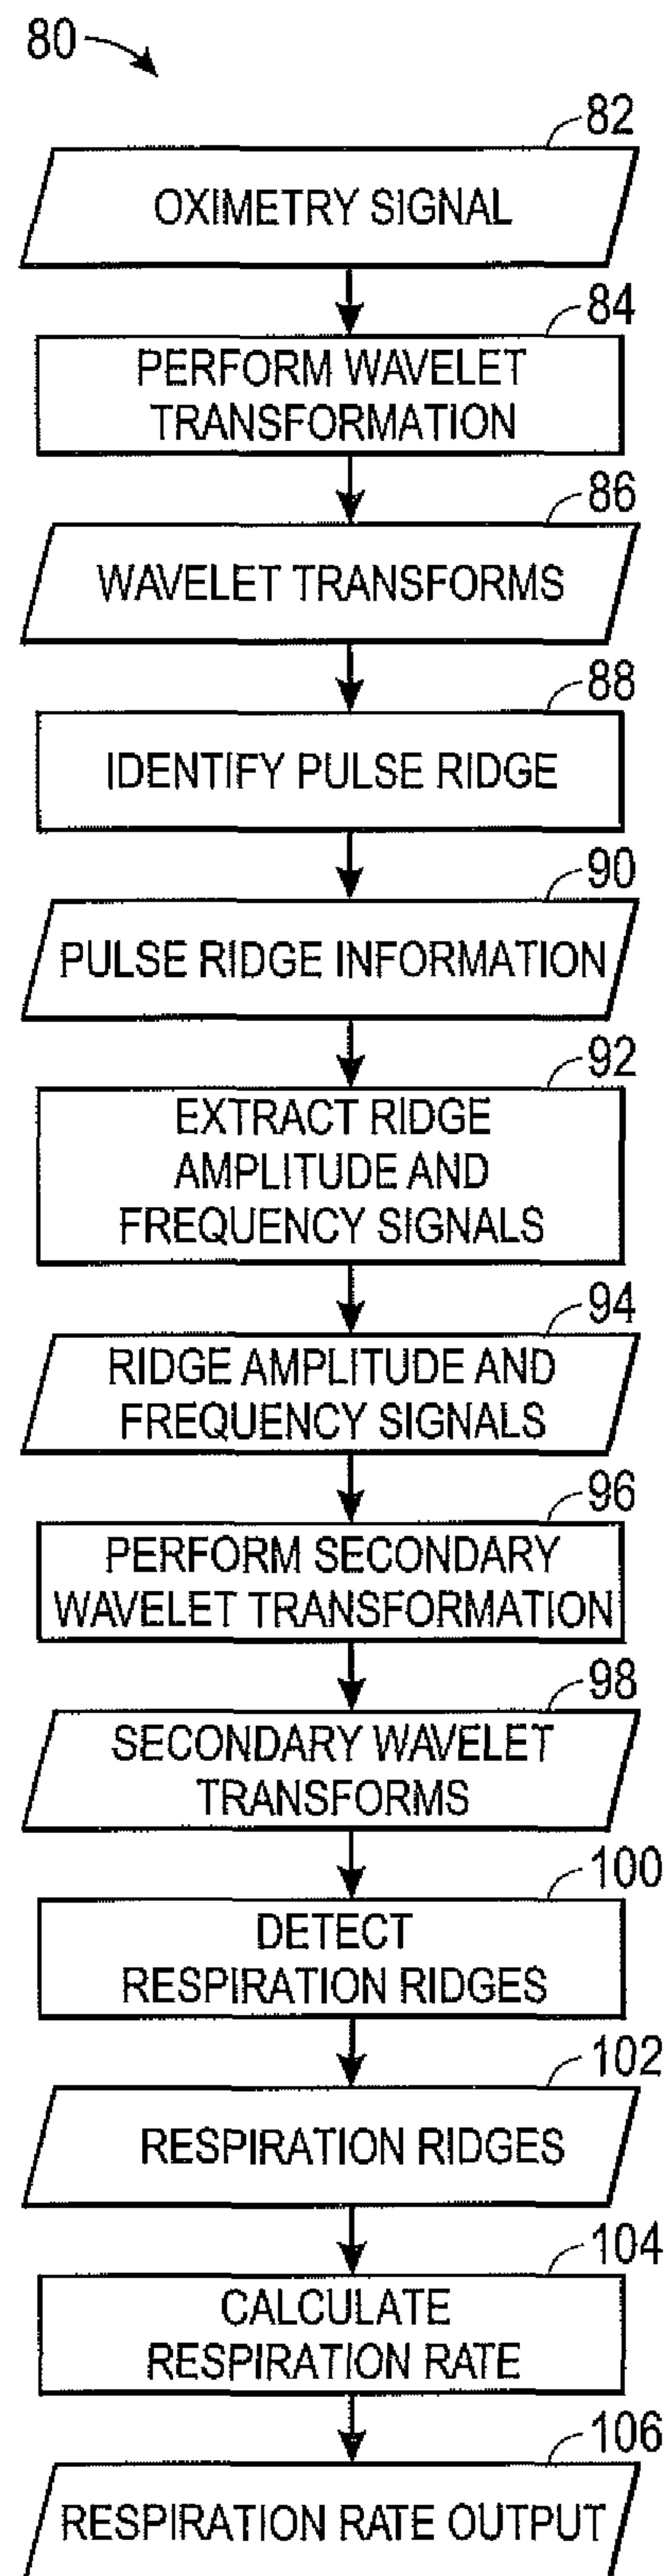 80
82
OXIMETRY SIGNAL
84
PERFORM WAVELET
TRANSFORMATION
86
WAVELET TRANSFORMS
88
IDENTIFY PULSE RIDGE
90
PULSE RIDGE INFORMATION
92
EXTRACT RIDGE
AMPLITUDE AND
FREQUENCY SIGNALS
94
RIDGE AMPLITUDE AND
FREQUENCY SIGNALS
96
PERFORM SECONDARY
WAVELET TRANSFORMATION
98
SECONDARY WAVELET
TRANSFORMS
100
DETECT
RESPIRATION RIDGES
102
RESPIRATION RIDGES
104
CALCULATE
RESPIRATION RATE
106
RESPIRATION RATE OUTPUT